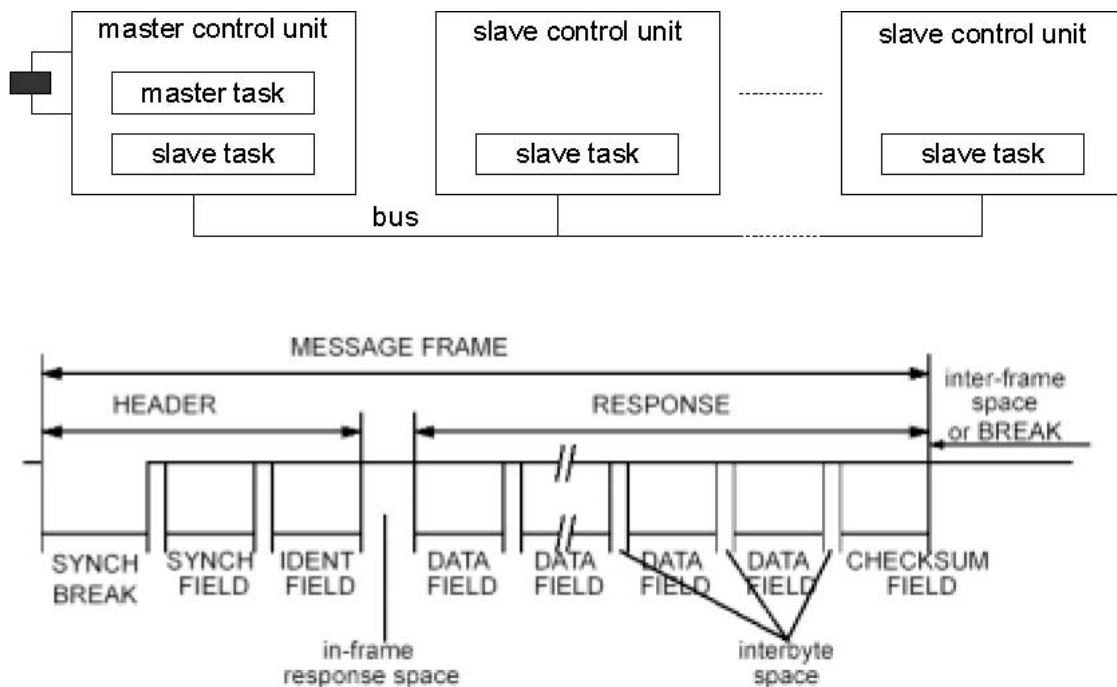 master control unit
slave control unit
slave control unit
master task
slave task
slave task
slave task
bus
MESSAGE FRAME
HEADER
RESPONSE
inter-frame
space
or BREAK
SYNCH
BREAK
SYNCH
FIELD
IDENT
FIELD
DATA
FIELD
DATA
FIELD
DATA
FIELD
DATA
FIELD
CHECKSUM
FIELD
in-frame
response space
interbyte
space